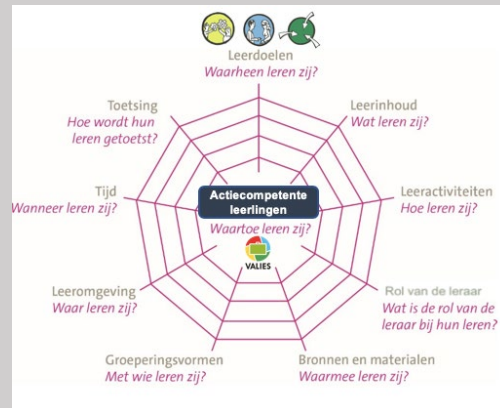 Leerdoelen
Waarheen leren zij?
Toetsing
Hoe wordt hun
leren getoetst?
Leerinhoud
Wat leren zij?
Tijd
Wanneer leren zij?
Actiecompetente
leerlingen
Waartoe leren zij?
VALIES
Leeractiviteiten
Hoe leren zij?
Leeromgeving
Waar leren zij?
Rol van de leraar
Wat is de rol van de
leraar bij hun leren?
Groeperingsvormen
Met wie leren zij?
Bronnen en materialen
Waarmee leren zij?